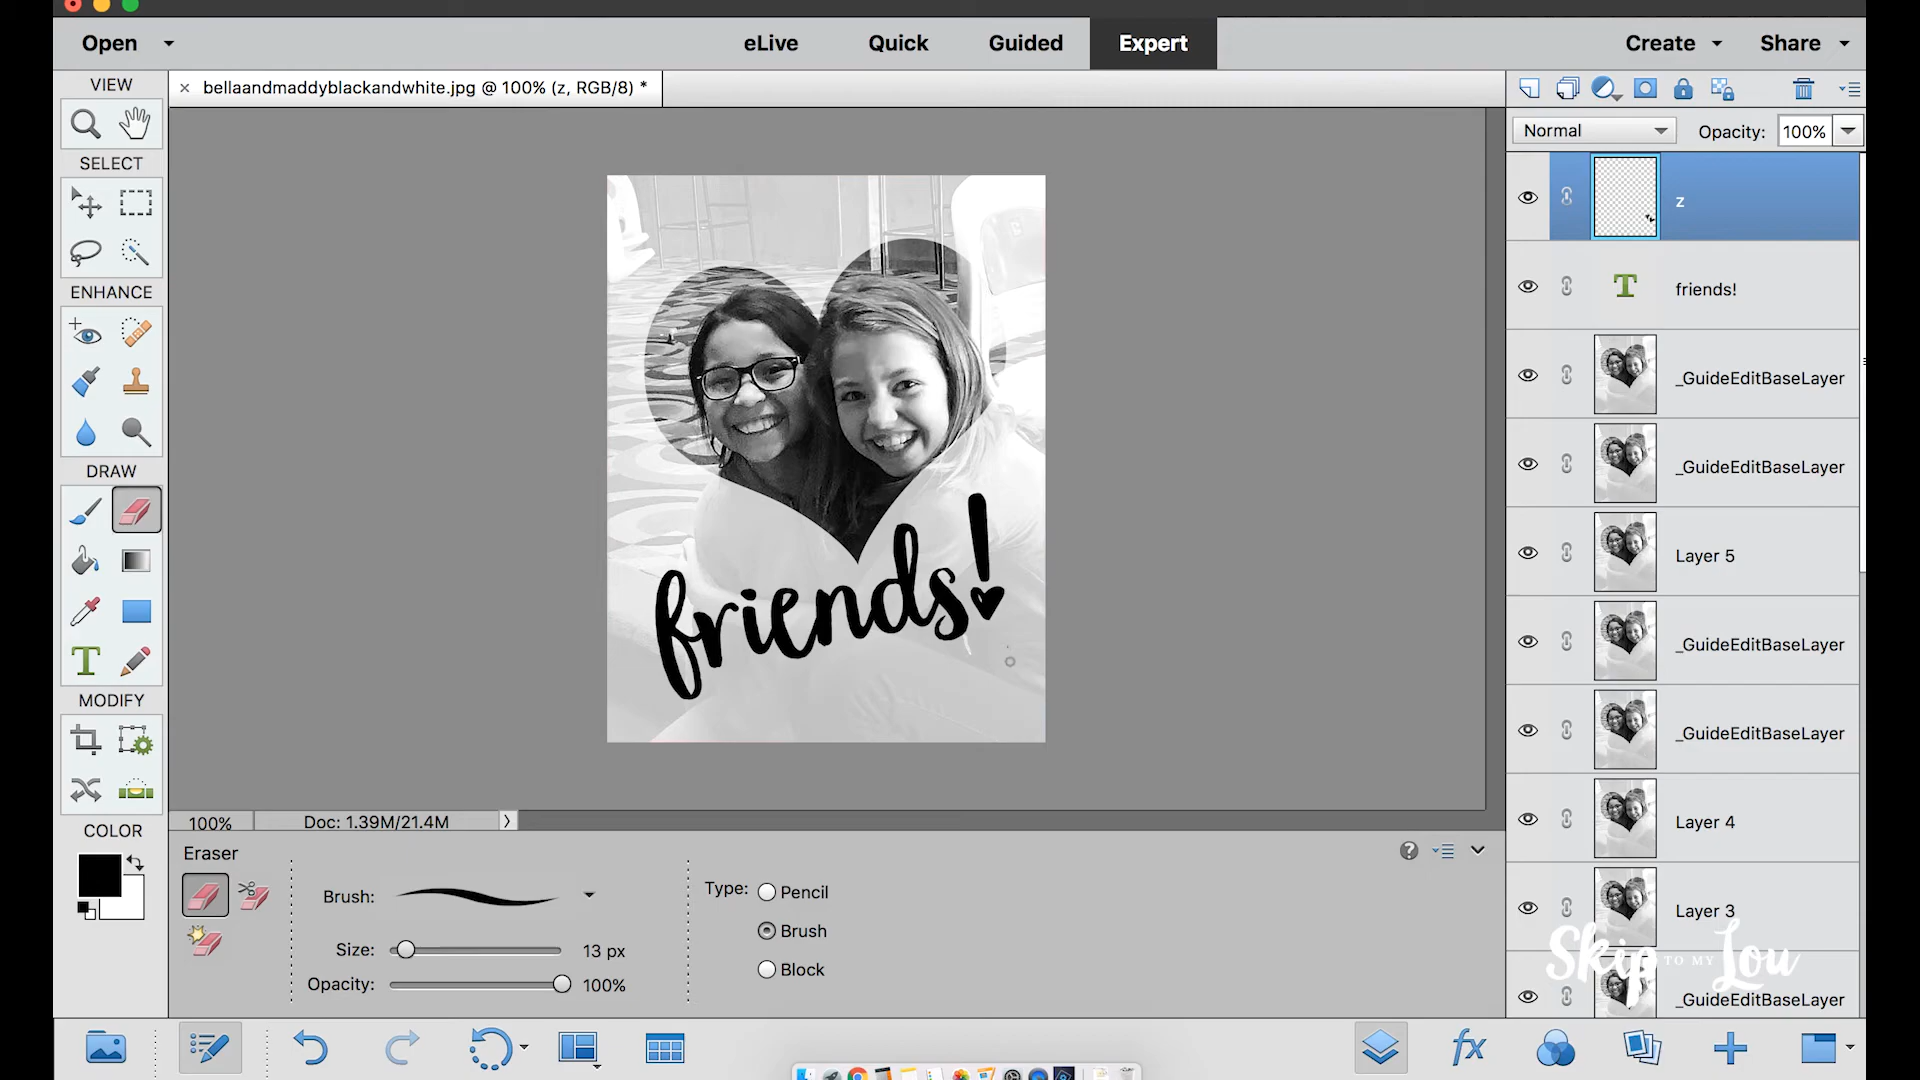 Open
eLive
Quick
Guided
Expert
Create
Share
VIEW
bellaandmaddyblackandwhite.jpg @ 100% (z, RGB/8) *
Normal
Opacity: 100%
SELECT
z
friends!
ENHANCE
_GuideEditBaseLayer
_GuideEditBaseLayer
DRAW
Layer 5
friends!
_GuideEditBaseLayer
MODIFY
_GuideEditBaseLayer
Layer 4
100%
Doc: 1.39M/21.4M
COLOR
Eraser
Brush:
Type:
Pencil
Layer 3
Brush
Size:
13 px
Skip TO MY Lou
Block
Opacity:
100%
_GuideEditBaseLayer